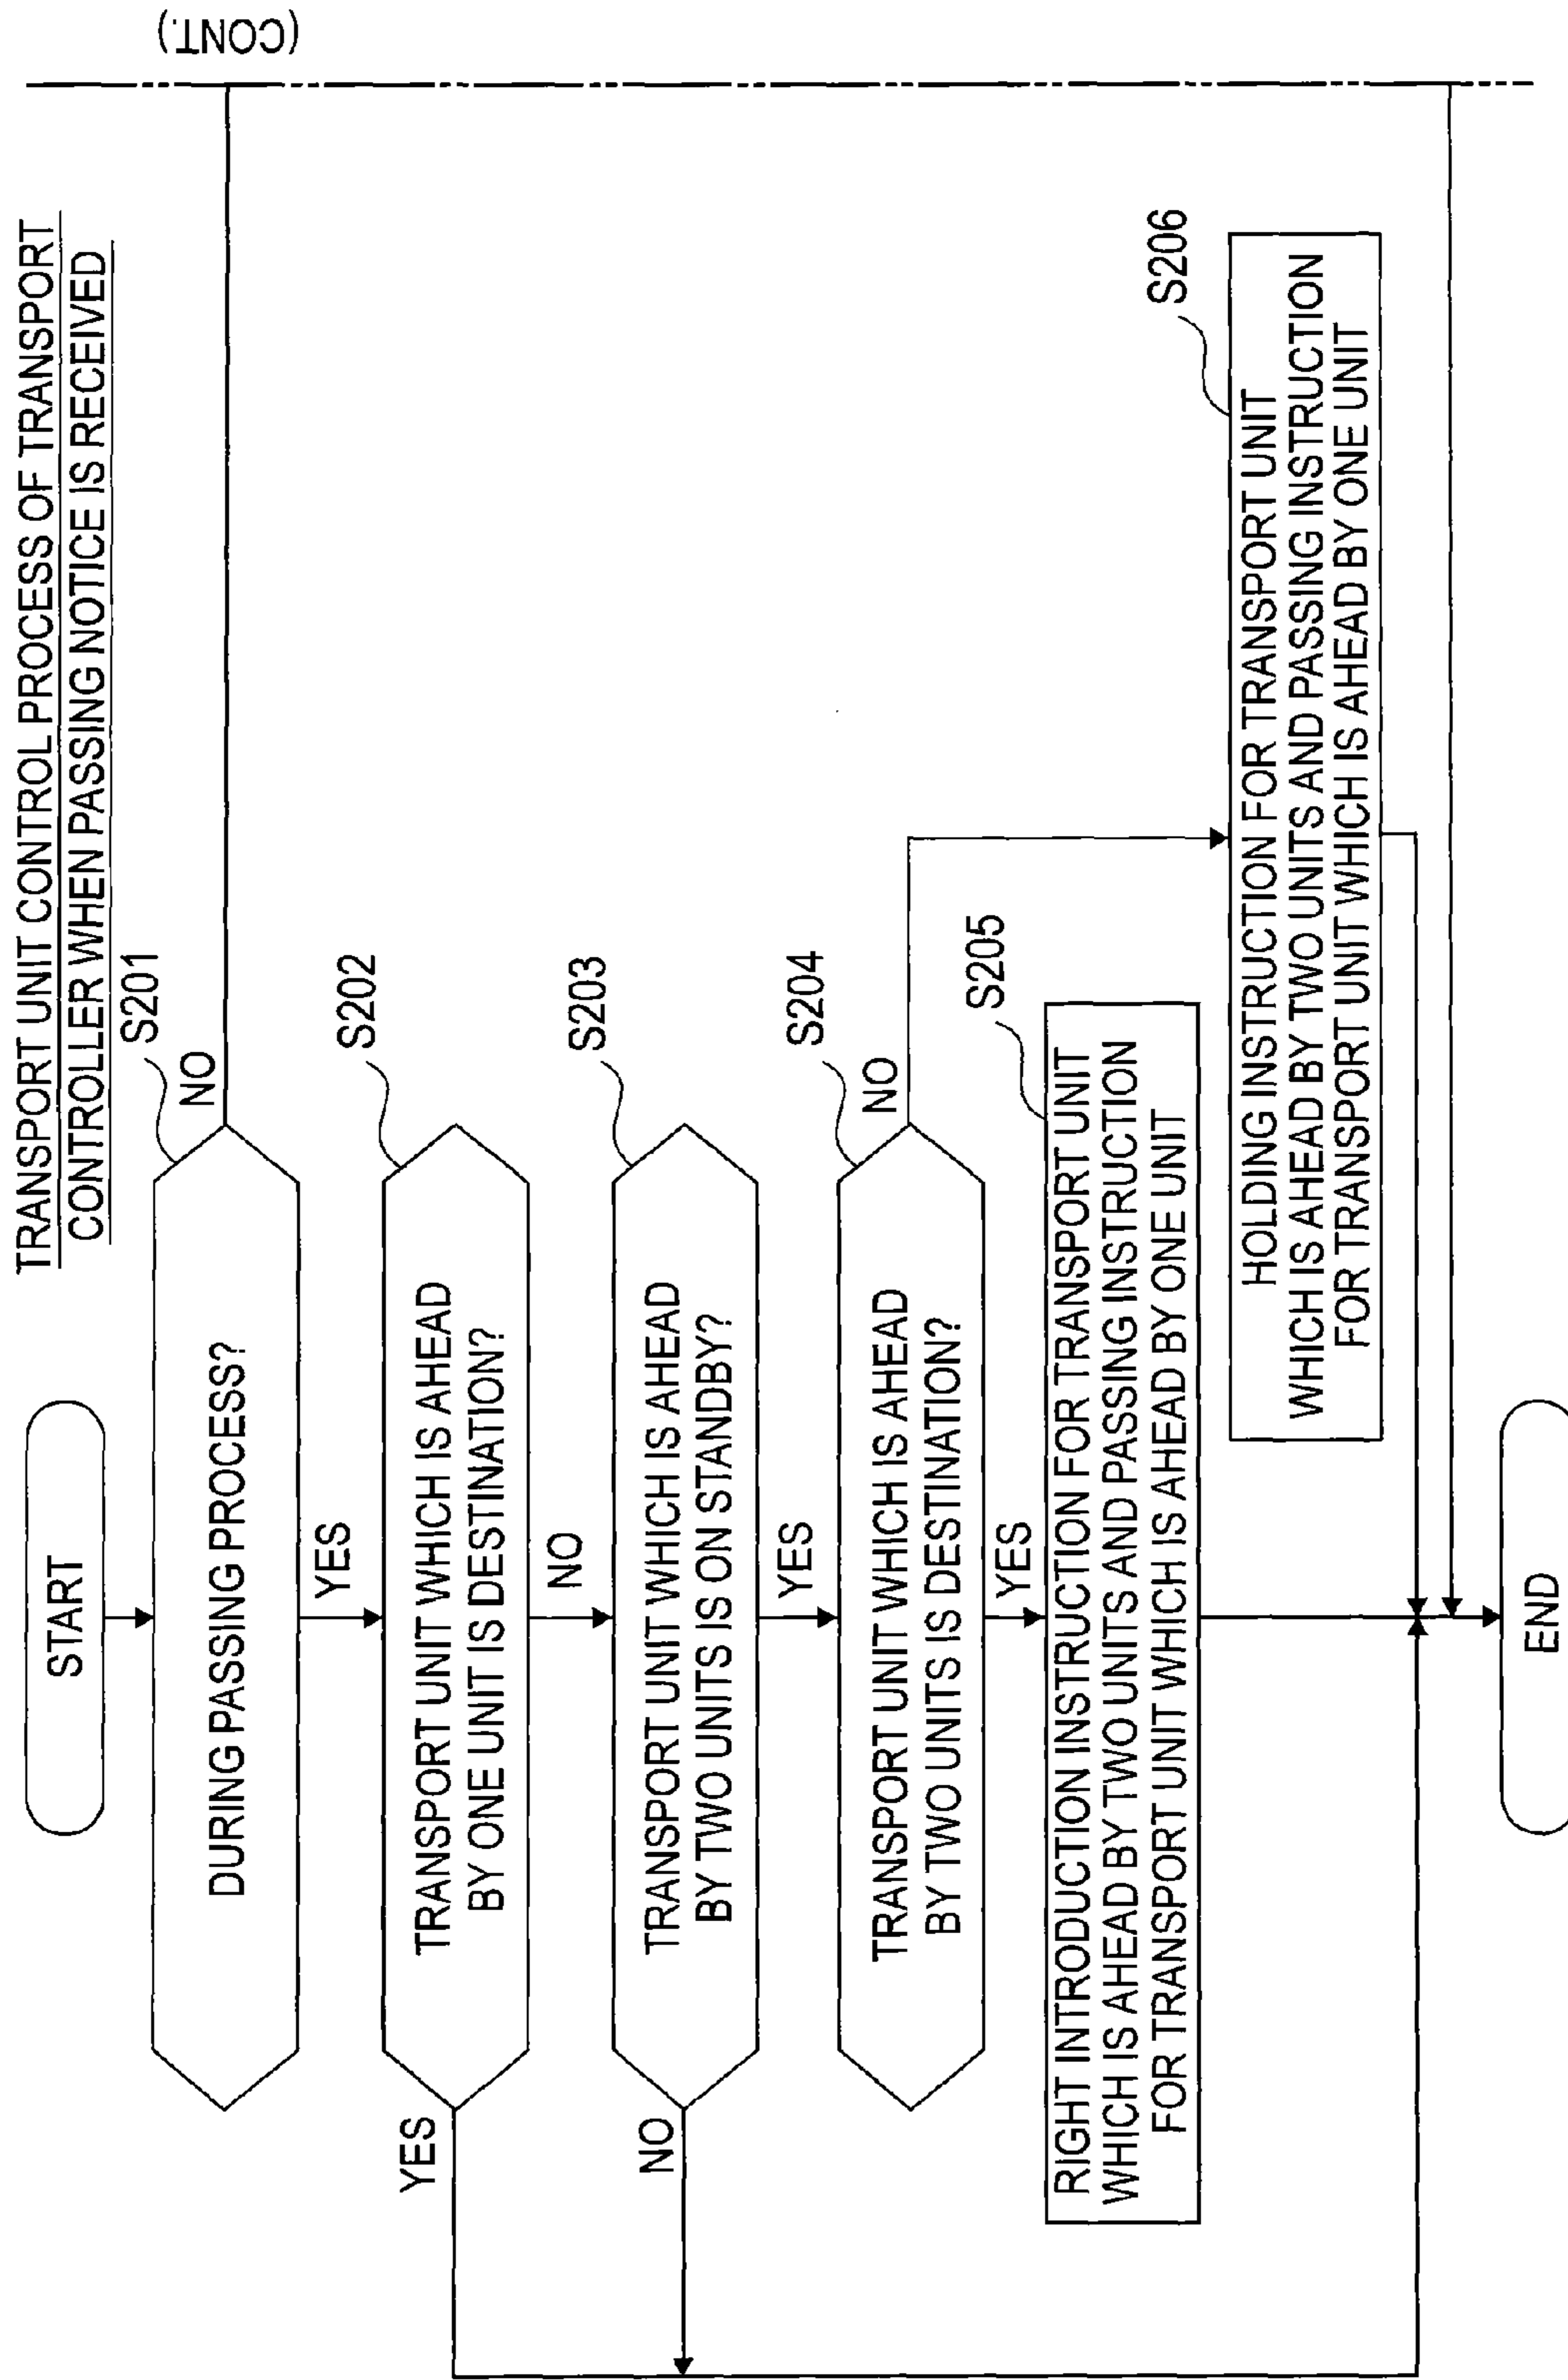 TRANSPORT UNIT CONTROL PROCESS OF TRANSPORT
CONTROLLER WHEN PASSING NOTICE IS RECEIVED
(CONT.)
START
S201
DURING PASSING PROCESS?
NO
YES
S202
TRANSPORT UNIT WHICH IS AHEAD
BY ONE UNIT IS DESTINATION?
YES
NO
S203
TRANSPORT UNIT WHICH IS AHEAD
BY TWO UNITS IS ON STANDBY?
NO
YES
S204
TRANSPORT UNIT WHICH IS AHEAD
BY TWO UNITS IS DESTINATION?
NO
YES
S205
RIGHT INTRODUCTION INSTRUCTION FOR TRANSPORT UNIT
WHICH IS AHEAD BY TWO UNITS AND PASSING INSTRUCTION
FOR TRANSPORT UNIT WHICH IS AHEAD BY ONE UNIT
S206
HOLDING INSTRUCTION FOR TRANSPORT UNIT
WHICH IS AHEAD BY TWO UNITS AND PASSING INSTRUCTION
FOR TRANSPORT UNIT WHICH IS AHEAD BY ONE UNIT
END